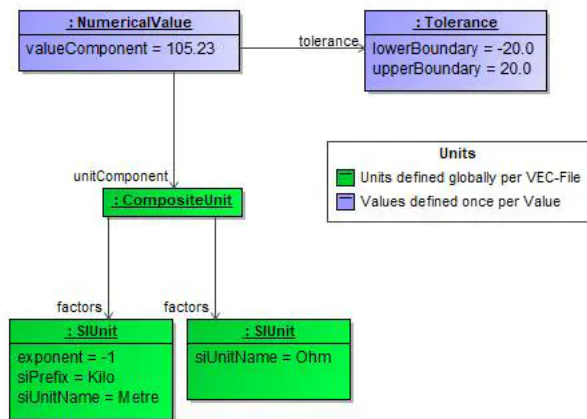 : NumericalValue
valueComponent = 105.23
tolerance
: Tolerance
lowerBoundary = -20.0
upperBoundary = 20.0
unitComponent
: CompositeUnit
Units
Units defined globally per VEC-File
Values defined once per Value
factors
factors
: SIUnit
exponent = -1
siPrefix = Kilo
siUnitName = Metre
: SIUnit
siUnitName = Ohm